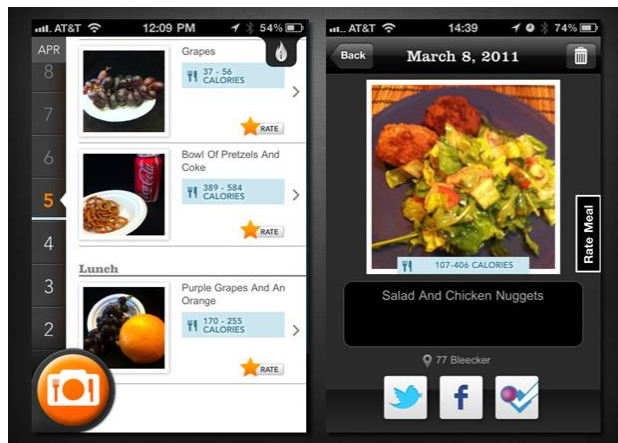 AT&T 12:09 PM 54%
APR
8
7
6
5
4
3
2
Grapes
37 - 56
CALORIES
RATE
Bowl Of Pretzels And
Coke
389 - 584
CALORIES
RATE
Lunch
Purple Grapes And An
Orange
170 - 255
CALORIES
RATE
Coca-Cola
AT&T 14:39 74%
Back
March 8, 2011
107-406 CALORIES
Rate Meal
Salad And Chicken Nuggets
77 Bleecker
f